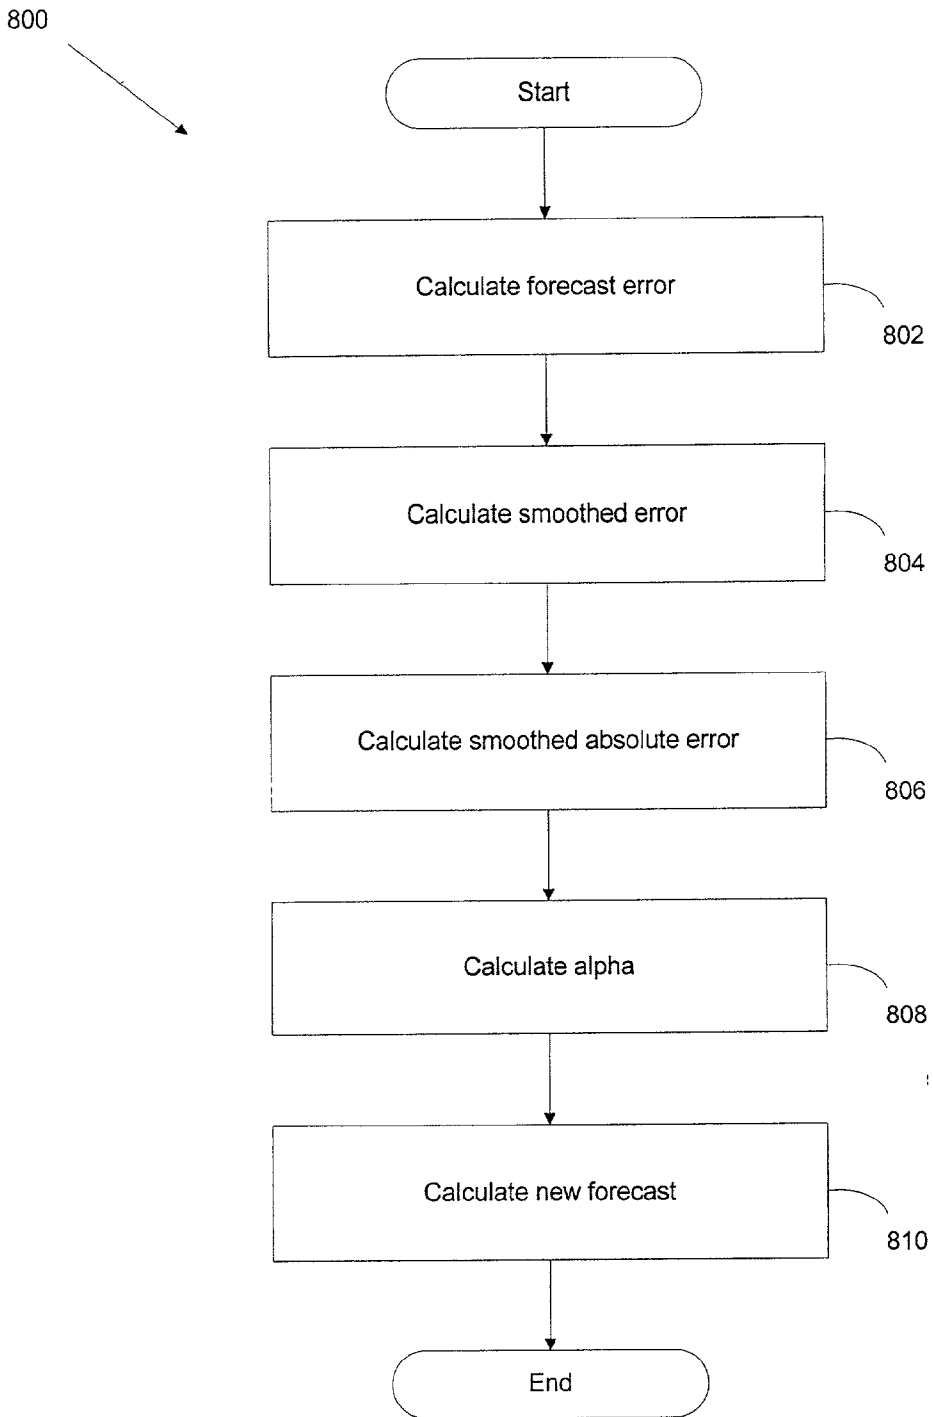 800
Start
Calculate forecast error
802
Calculate smoothed error
804
Calculate smoothed absolute error
806
Calculate alpha
808
Calculate new forecast
810
End